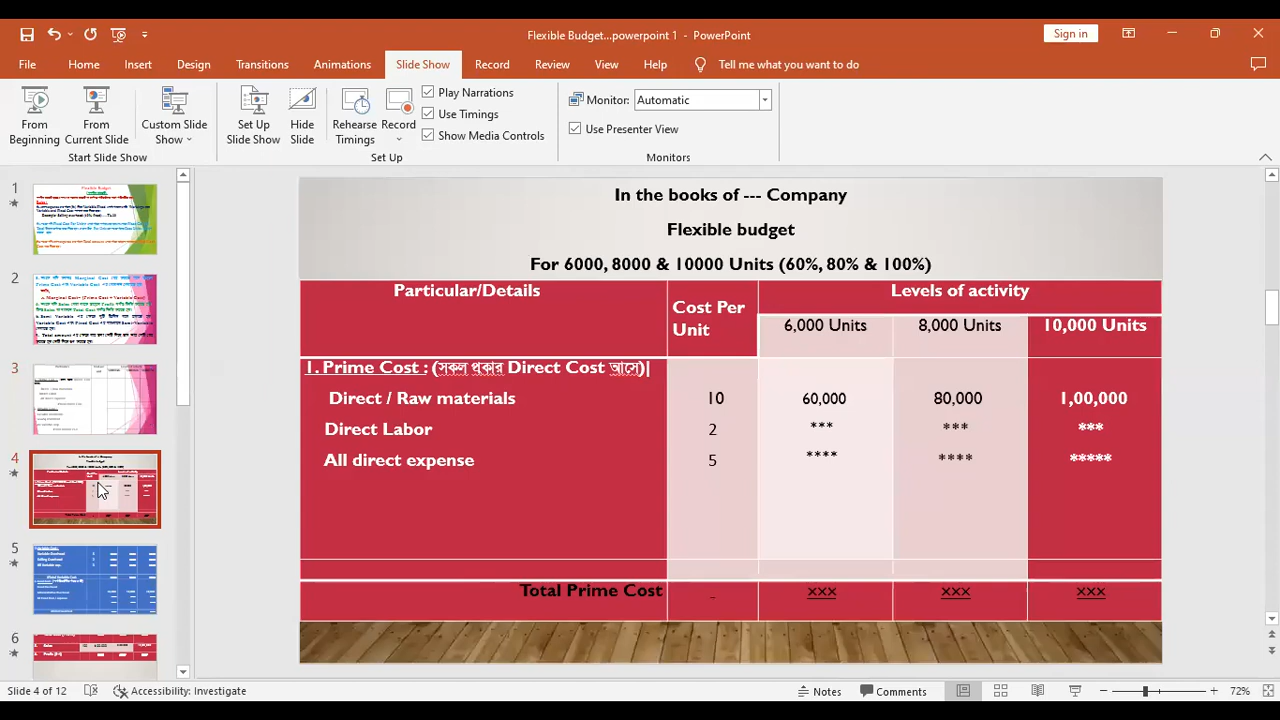 Flexible Budget...powerpoint 1 - PowerPoint
Sign in
File Home Insert Design Transitions Animations Slide Show Record Review View Help Tell me what you want to do
From Beginning
From Current Slide
Custom Slide Show
Set Up Slide Show
Hide Slide
Rehearse Timings
Record
Play Narrations
Use Timings
Show Media Controls
Monitor: Automatic
Use Presenter View
Start Slide Show
Set Up
Monitors
1
2
3
4
5
6
In the books of --- Company
Flexible budget
For 6000, 8000 & 10000 Units (60%, 80% & 100%)
Particular/Details Cost Per Unit Levels of activity
6,000 Units 8,000 Units 10,000 Units
1. Prime Cost : (সকল প্রকার Direct Cost আসে)|
Direct / Raw materials 10 60,000 80,000 1,00,000
Direct Labor 2 *** *** ***
All direct expense 5 **** **** *****
Total Prime Cost - ××× ××× ×××
Slide 4 of 12
Accessibility: Investigate
Notes
Comments
72%